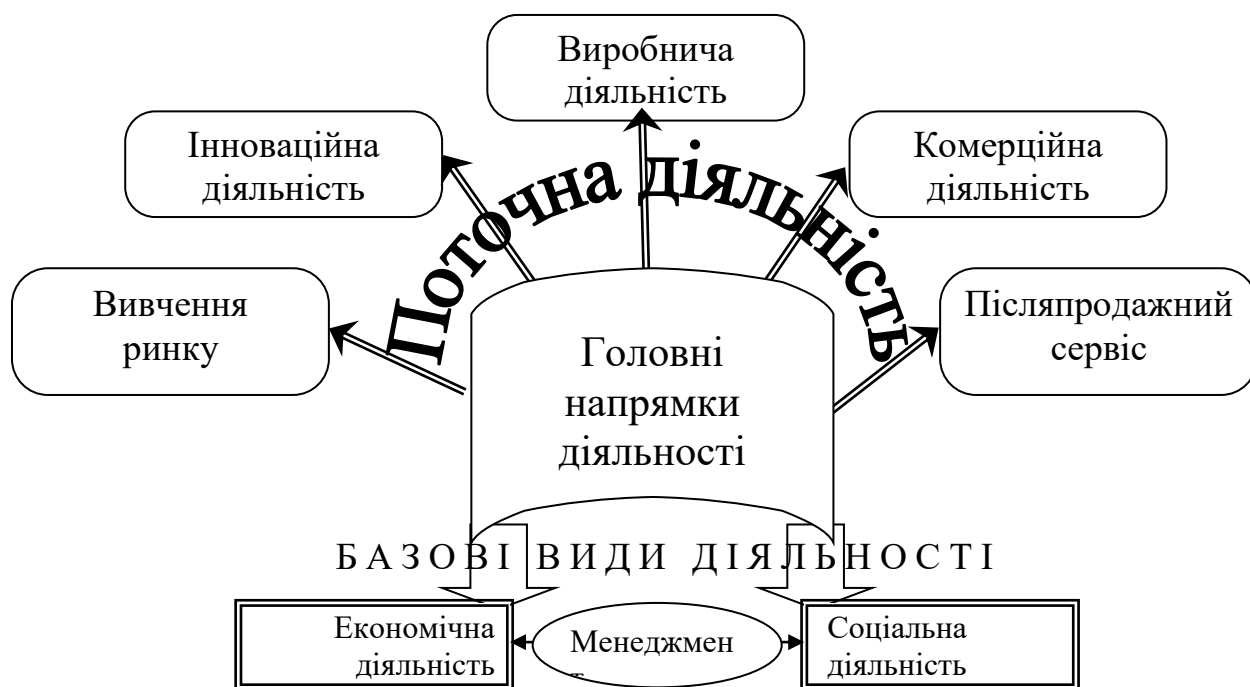 Виробнича
діяльність
Інноваційна
діяльність
Комерційна
діяльність
Поточна діяльність
Вивчення
ринку
Післяпродажний
сервіс
Головні
напрямки
діяльності
БАЗОВІ ВИДИ ДІЯЛЬНОСТІ
Економічна
діяльність
Менеджмен
т
Соціальна
діяльність